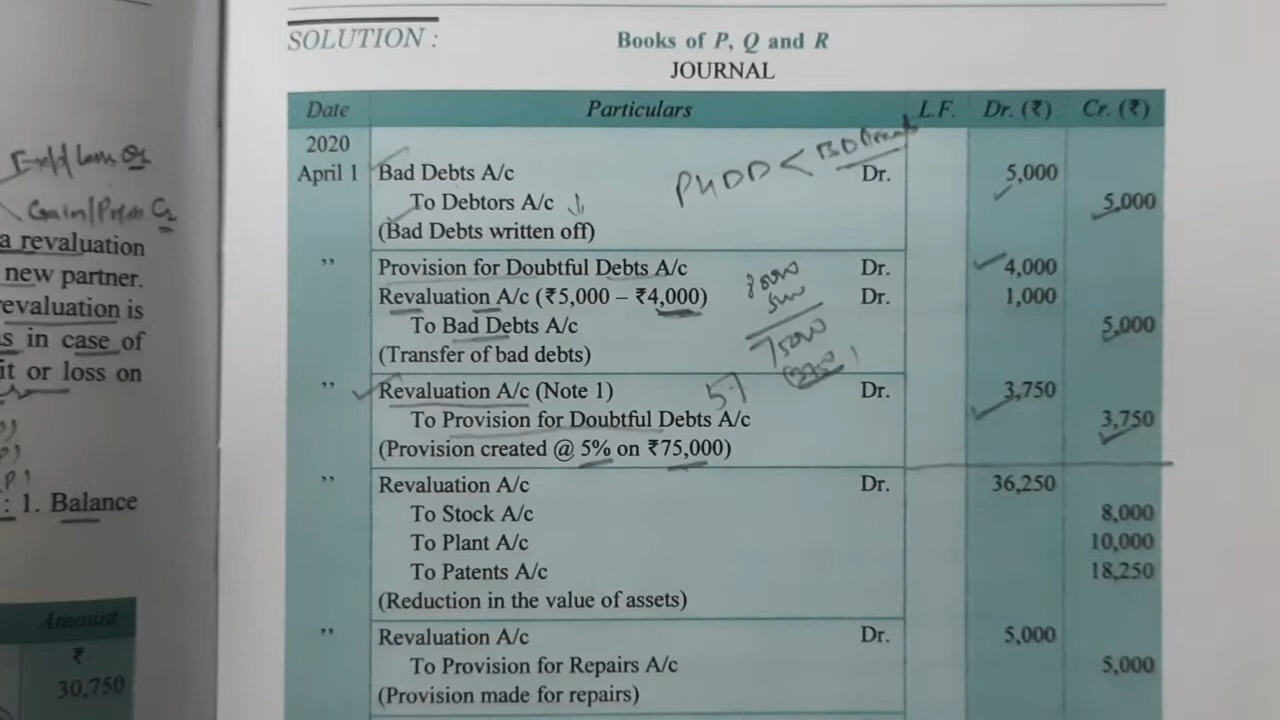 SOLUTION :
Books of P, Q and R
JOURNAL
Date Particulars L.F. Dr. (₹) Cr. (₹)
2020
April 1 Bad Debts A/c Dr. 5,000
To Debtors A/c 5,000
(Bad Debts written off)
,, Provision for Doubtful Debts A/c Dr. 4,000
Revaluation A/c (₹5,000 – ₹4,000) Dr. 1,000
To Bad Debts A/c 5,000
(Transfer of bad debts)
,, Revaluation A/c (Note 1) Dr. 3,750
To Provision for Doubtful Debts A/c 3,750
(Provision created @ 5% on ₹75,000)
,, Revaluation A/c Dr. 36,250
To Stock A/c 8,000
To Plant A/c 10,000
To Patents A/c 18,250
(Reduction in the value of assets)
,, Revaluation A/c Dr. 5,000
To Provision for Repairs A/c 5,000
(Provision made for repairs)
a revaluation
new partner.
revaluation is
s in case of
it or loss on
: 1. Balance
Amount
₹
30,750